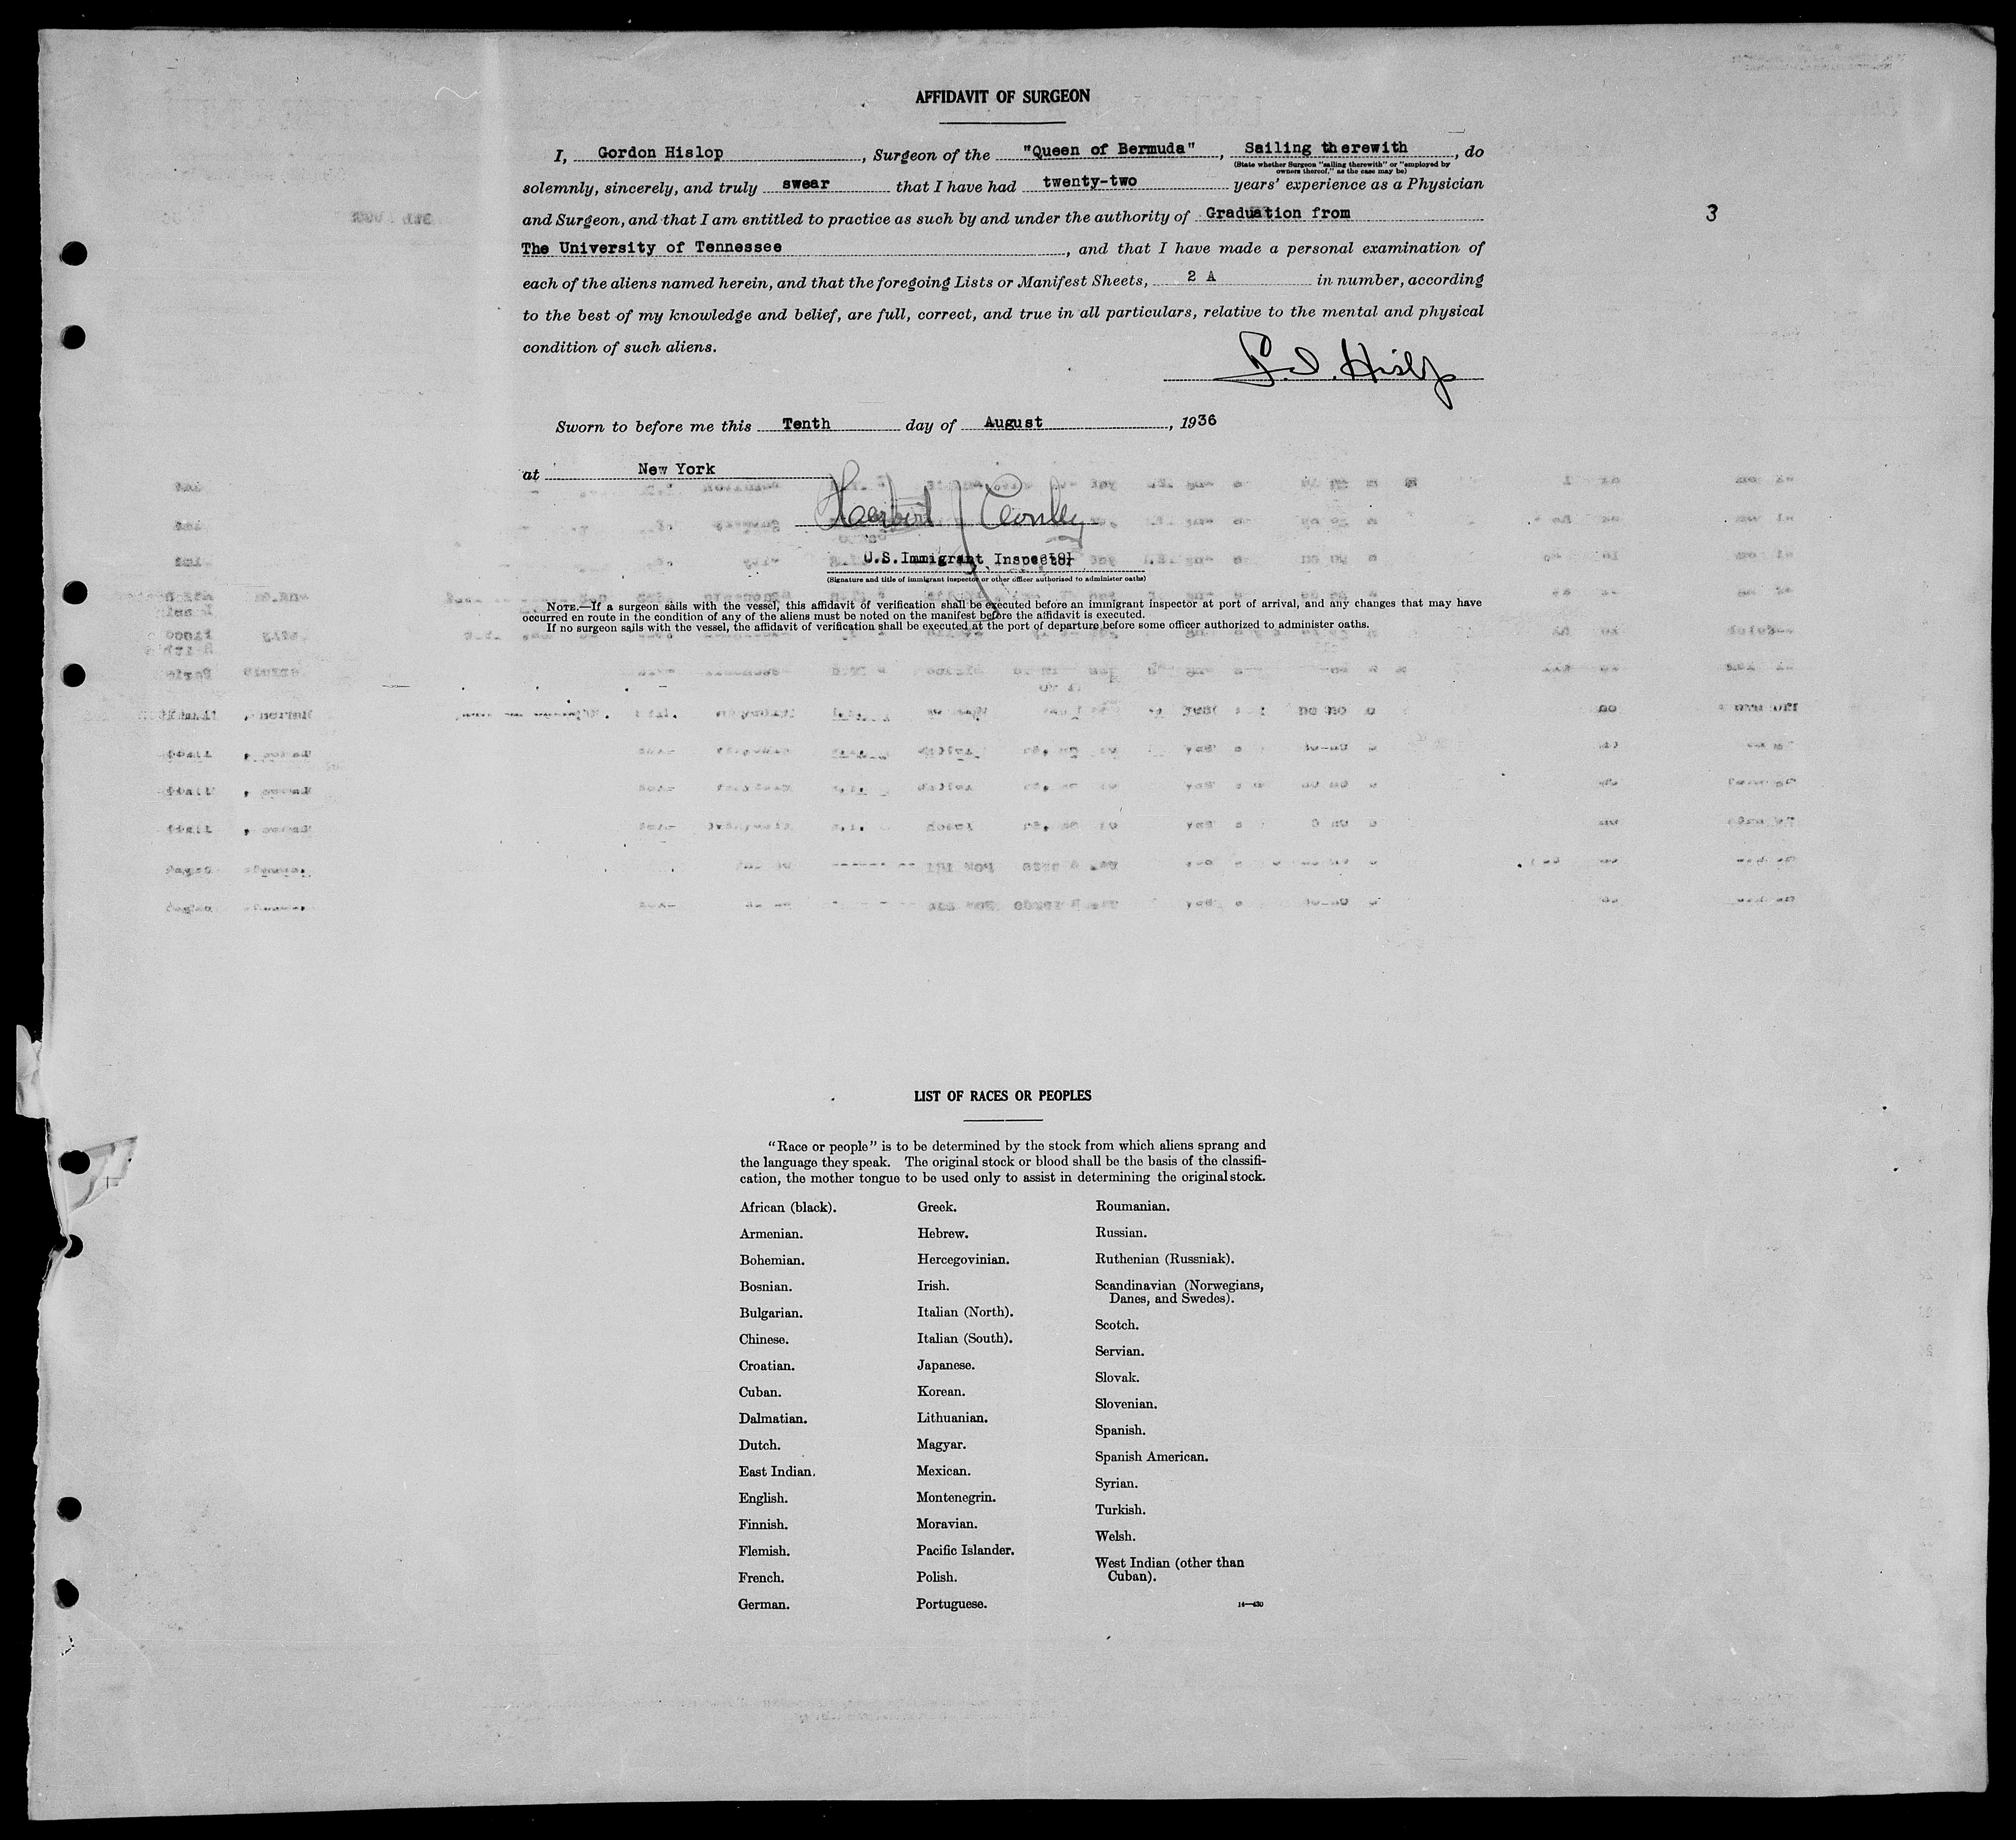 AFFIDAVIT OF SURGEON
I, Gordon Hislop, Surgeon of the "Queen of Bermuda", Sailing therewith, do
(State whether Surgeon "sailing therewith" or "employed by
owners thereof," as the case may be)
solemnly, sincerely, and truly swear that I have had twenty-two years' experience as a Physician
and Surgeon, and that I am entitled to practice as such by and under the authority of Graduation from
3
The University of Tennessee, and that I have made a personal examination of
each of the aliens named herein, and that the foregoing Lists or Manifest Sheets, 2 A in number, according
to the best of my knowledge and belief, are full, correct, and true in all particulars, relative to the mental and physical
condition of such aliens.
Hislop
Sworn to before me this Tenth day of August, 1936
at New York
Herbert
U.S. Immigrant Inspector
(Signature and title of immigrant inspector or other officer authorized to administer oaths)
NOTE.—If a surgeon sails with the vessel, this affidavit of verification shall be executed before an immigrant inspector at port of arrival, and any changes that may have
occurred en route in the condition of any of the aliens must be noted on the manifest before the affidavit is executed.
If no surgeon sails with the vessel, the affidavit of verification shall be executed at the port of departure before some officer authorized to administer oaths.
LIST OF RACES OR PEOPLES
"Race or people" is to be determined by the stock from which aliens sprang and
the language they speak. The original stock or blood shall be the basis of the classifi-
cation, the mother tongue to be used only to assist in determining the original stock.
African (black).
Armenian.
Bohemian.
Bosnian.
Bulgarian.
Chinese.
Croatian.
Cuban.
Dalmatian.
Dutch.
East Indian.
English.
Finnish.
Flemish.
French.
German.
Greek.
Hebrew.
Hercegovinian.
Irish.
Italian (North).
Italian (South).
Japanese.
Korean.
Lithuanian.
Magyar.
Mexican.
Montenegrin.
Moravian.
Pacific Islander.
Polish.
Portuguese.
Roumanian.
Russian.
Ruthenian (Russniak).
Scandinavian (Norwegians,
Danes, and Swedes).
Scotch.
Servian.
Slovak.
Slovenian.
Spanish.
Spanish American.
Syrian.
Turkish.
Welsh.
West Indian (other than
Cuban).
14—430